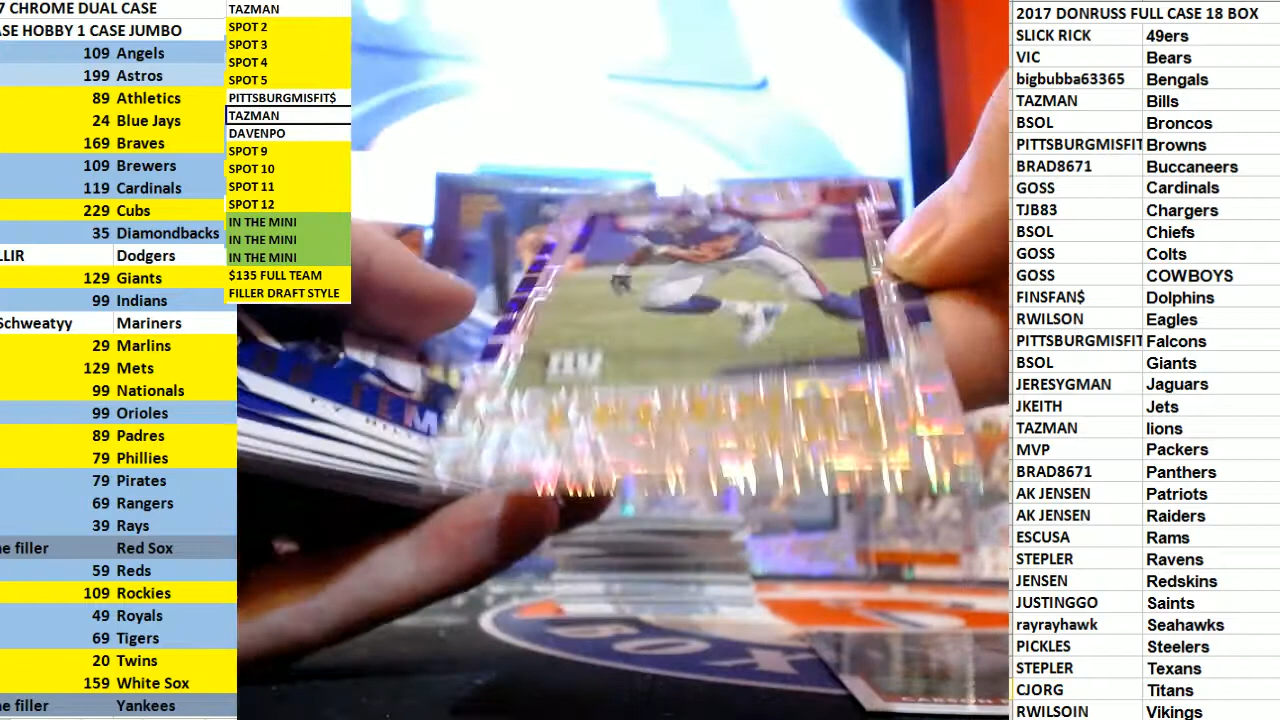 7 CHROME DUAL CASE
ASE HOBBY 1 CASE JUMBO
109 Angels
199 Astros
89 Athletics
24 Blue Jays
169 Braves
109 Brewers
119 Cardinals
229 Cubs
35 Diamondbacks
LLIR Dodgers
129 Giants
99 Indians
Schweatyy Mariners
29 Marlins
129 Mets
99 Nationals
99 Orioles
89 Padres
79 Phillies
79 Pirates
69 Rangers
39 Rays
ne filler Red Sox
59 Reds
109 Rockies
49 Royals
69 Tigers
20 Twins
159 White Sox
ne filler Yankees
TAZMAN
SPOT 2
SPOT 3
SPOT 4
SPOT 5
PITTSBURGMISFIT$
TAZMAN
DAVENPO
SPOT 9
SPOT 10
SPOT 11
SPOT 12
IN THE MINI
IN THE MINI
IN THE MINI
$135 FULL TEAM
FILLER DRAFT STYLE
BOX
CARSON
2017 DONRUSS FULL CASE 18 BOX
SLICK RICK 49ers
VIC Bears
bigbubba63365 Bengals
TAZMAN Bills
BSOL Broncos
PITTSBURGMISFIT Browns
BRAD8671 Buccaneers
GOSS Cardinals
TJB83 Chargers
BSOL Chiefs
GOSS Colts
GOSS COWBOYS
FINSFAN$ Dolphins
RWILSON Eagles
PITTSBURGMISFIT Falcons
BSOL Giants
JERESYGMAN Jaguars
JKEITH Jets
TAZMAN lions
MVP Packers
BRAD8671 Panthers
AK JENSEN Patriots
AK JENSEN Raiders
ESCUSA Rams
STEPLER Ravens
JENSEN Redskins
JUSTINGGO Saints
rayrayhawk Seahawks
PICKLES Steelers
STEPLER Texans
CJORG Titans
RWILSOIN Vikings